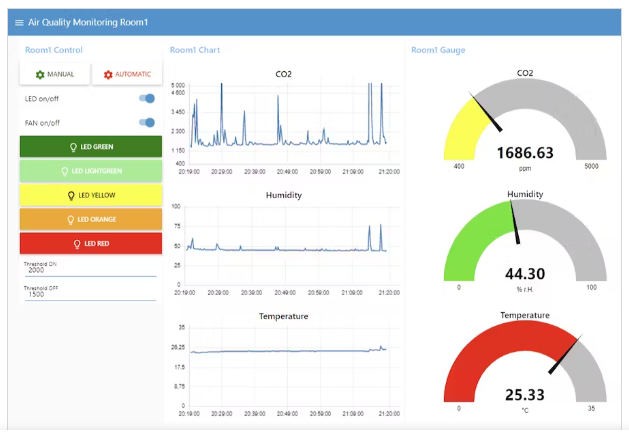 Air Quality Monitoring Room1
Room1 Control
MANUAL
AUTOMATIC
LED on/off
FAN on/off
LED GREEN
LED LIGHTGREEN
LED YELLOW
LED ORANGE
LED RED
Threshold ON
2000
Threshold OFF
1500
Room1 Chart
CO2
5 000
4 600
3 450
2 550
1 150
400
20:19:00 20:29:00 20:39:00 20:49:00 20:59:00 21:09:00 21:20:00
Humidity
100
75
50
25
0
20:19:00 20:29:00 20:39:00 20:49:00 20:59:00 21:09:00 21:20:00
Temperature
35
26,25
17,5
8,75
0
20:19:00 20:29:00 20:39:00 20:49:00 20:59:00 21:09:00 21:20:00
Room1 Gauge
CO2
1686.63
400 ppm 5000
Humidity
44.30
0 % r.H. 100
Temperature
25.33
0 °C 35